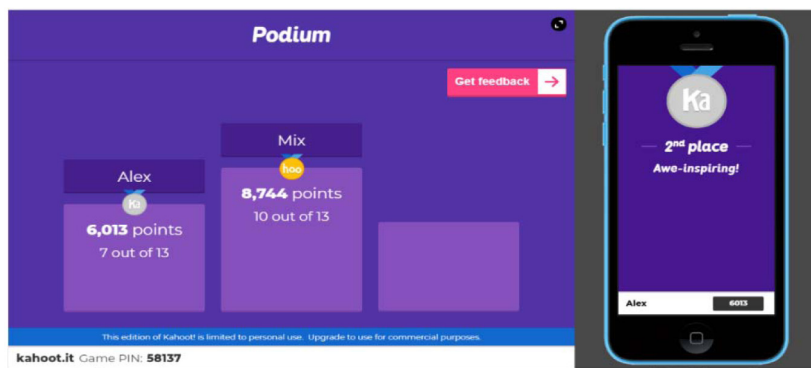 Podium
Get feedback →
Mix
Alex
hoo
Ka
8,744 points
10 out of 13
6,013 points
7 out of 13
This edition of Kahoot! is limited to personal use. Upgrade to use for commercial purposes.
kahoot.it Game PIN: 58137
Ka
2nd place
Awe-inspiring!
Alex 6013